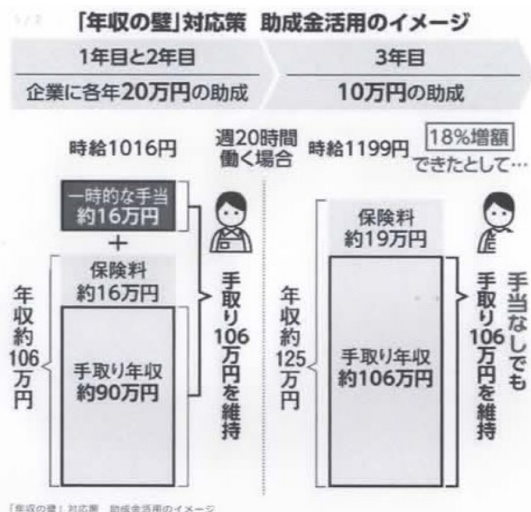 「年収の壁」対応策 助成金活用のイメージ
1年目と2年目
企業に各年20万円の助成
3年目
10万円の助成
時給1016円
週20時間
働く場合
時給1199円
18%増額
できたとして…
一時的な手当
約16万円
+
保険料
約16万円
手取り年収
約90万円
年収約106万円
手取り106万円を維持
保険料
約19万円
手取り年収
約106万円
年収約125万円
手当なしでも
手取り106万円を維持
「年収の壁」対応策 助成金活用のイメージ